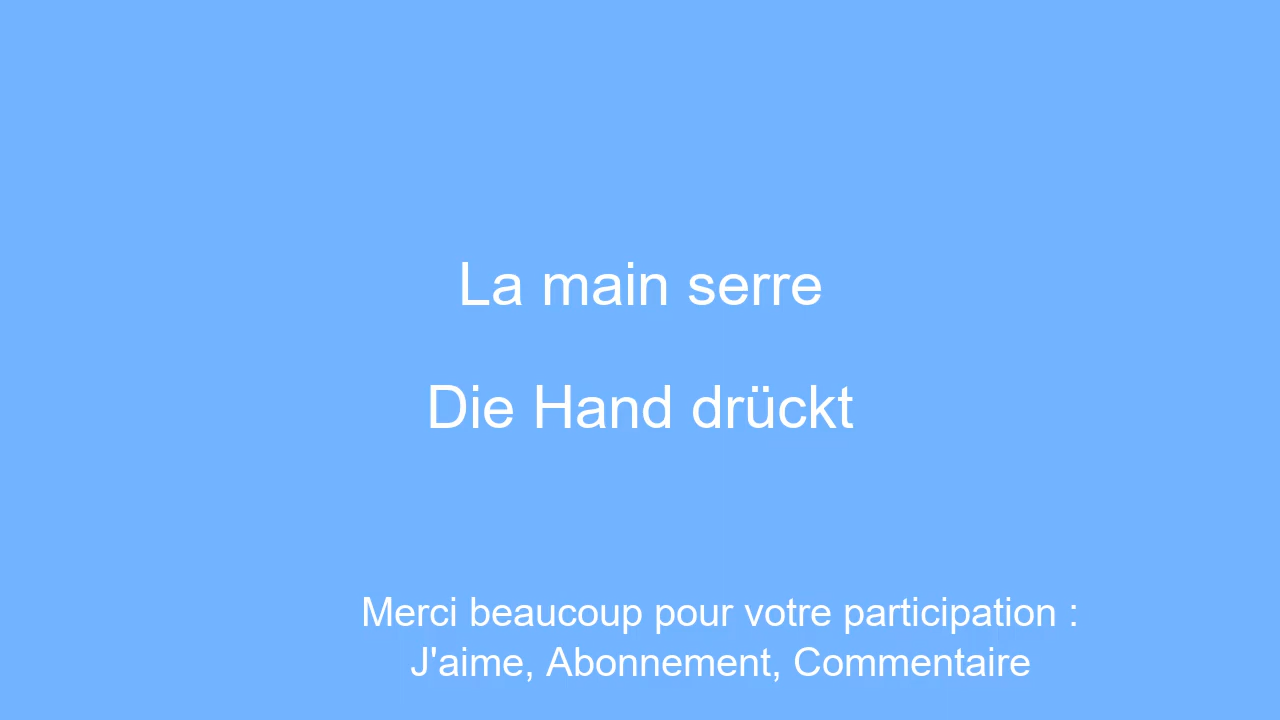 La main serre
Die Hand drückt
Merci beaucoup pour votre participation :
J'aime, Abonnement, Commentaire